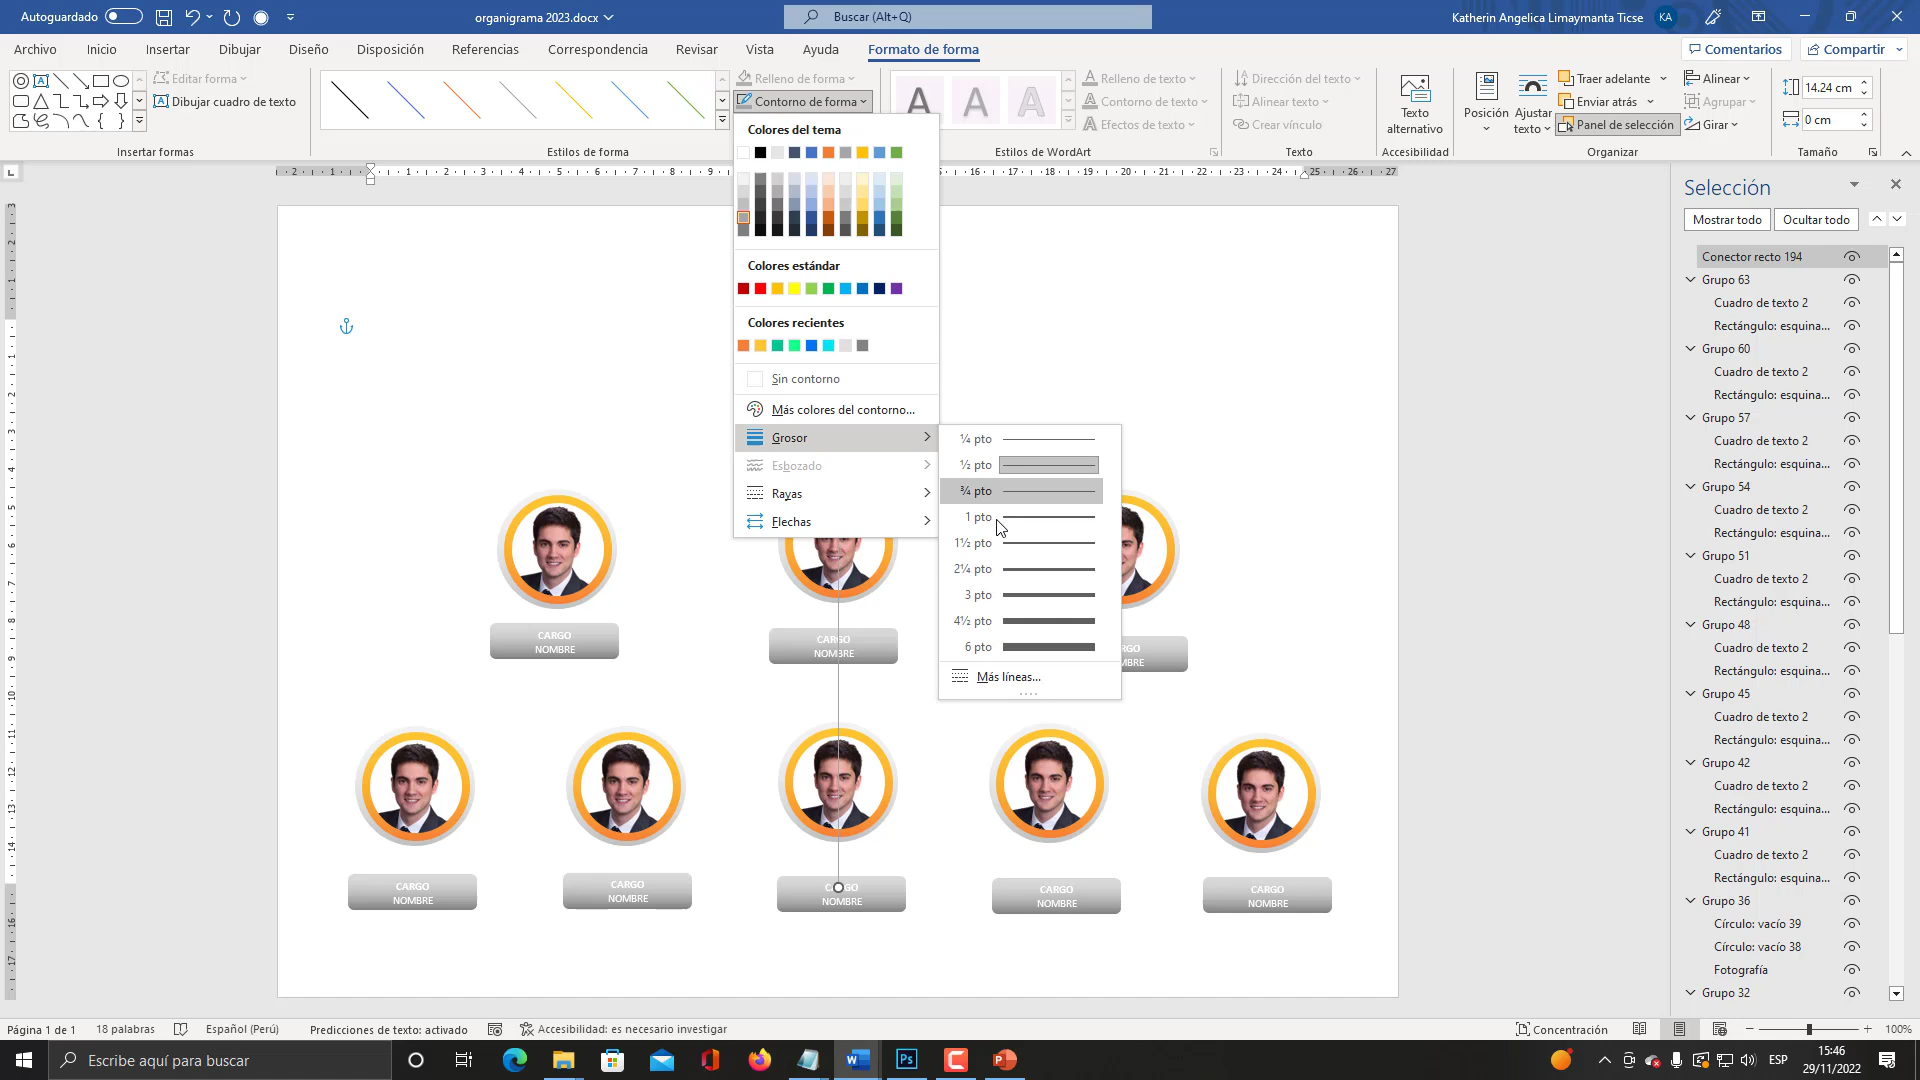 Autoguardado
organigrama 2023.docx
Buscar (Alt+Q)
Katherin Angelica Limaymanta Ticse
KA
Archivo
Inicio
Insertar
Dibujar
Diseño
Disposición
Referencias
Correspondencia
Revisar
Vista
Ayuda
Formato de forma
Comentarios
Compartir
Editar forma
Dibujar cuadro de texto
Insertar formas
Relleno de forma
Contorno de forma
Estilos de forma
A A A
Relleno de texto
Contorno de texto
Efectos de texto
Estilos de WordArt
Dirección del texto
Alinear texto
Crear vínculo
Texto
Texto
alternativo
Accesibilidad
Posición
Ajustar
texto
Traer adelante
Enviar atrás
Panel de selección
Alinear
Agrupar
Girar
Organizar
14.24 cm
0 cm
Tamaño
Colores del tema
Colores estándar
Colores recientes
Sin contorno
Más colores del contorno...
Grosor
Esbozado
Rayas
Flechas
¼ pto
½ pto
¾ pto
1 pto
1½ pto
2¼ pto
3 pto
4½ pto
6 pto
Más líneas...
CARGO
NOMBRE
CARGO
NOMBRE
CARGO
NOMBRE
CARGO
NOMBRE
CARGO
NOMBRE
CARGO
NOMBRE
CARGO
NOMBRE
Selección
Mostrar todo
Ocultar todo
Conector recto 194
Grupo 63
Cuadro de texto 2
Rectángulo: esquina...
Grupo 60
Cuadro de texto 2
Rectángulo: esquina...
Grupo 57
Cuadro de texto 2
Rectángulo: esquina...
Grupo 54
Cuadro de texto 2
Rectángulo: esquina...
Grupo 51
Cuadro de texto 2
Rectángulo: esquina...
Grupo 48
Cuadro de texto 2
Rectángulo: esquina...
Grupo 45
Cuadro de texto 2
Rectángulo: esquina...
Grupo 42
Cuadro de texto 2
Rectángulo: esquina...
Grupo 41
Cuadro de texto 2
Rectángulo: esquina...
Grupo 36
Círculo: vacío 39
Círculo: vacío 38
Fotografía
Grupo 32
Página 1 de 1
18 palabras
Español (Perú)
Predicciones de texto: activado
Accesibilidad: es necesario investigar
Concentración
100%
Escribe aquí para buscar
ESP
15:46
29/11/2022